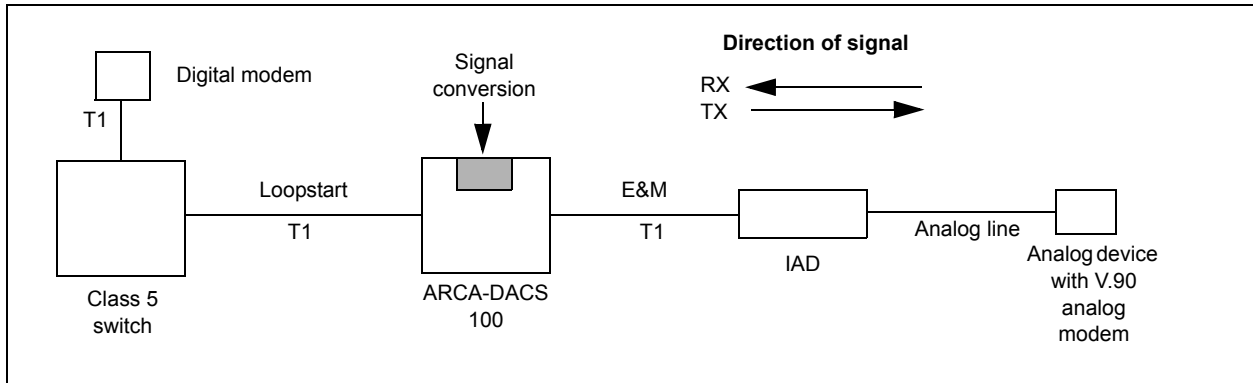 Direction of signal
RX
TX
Digital modem
T1
Signal
conversion
Loopstart
T1
E&M
T1
Analog line
Class 5
switch
ARCA-DACS
100
IAD
Analog device
with V.90
analog
modem